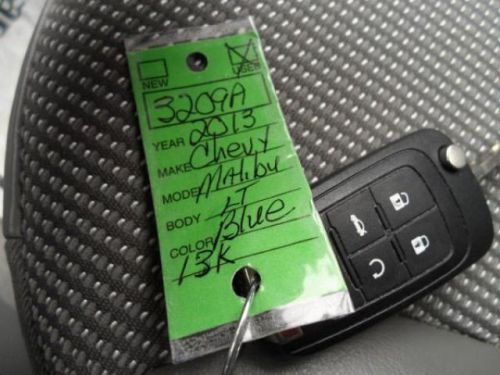 NEW USED
3209A
YEAR 2013
MAKE Chevy
MODEL Malibu
BODY LT
COLOR Blue
13K